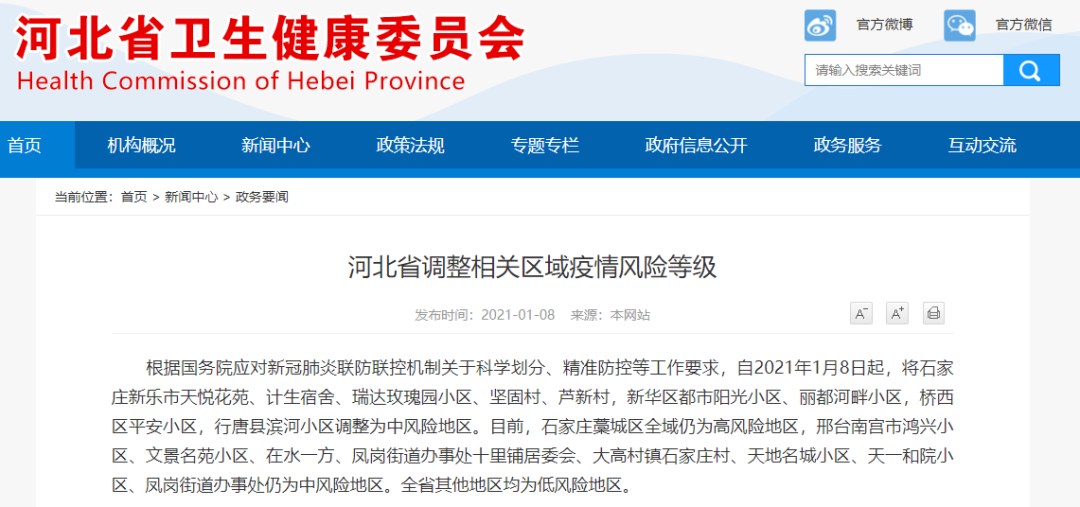 河北省卫生健康委员会
Health Commission of Hebei Province
官方微博
官方微信
请输入搜索关键词
首页 机构概况 新闻中心 政策法规 专题专栏 政府信息公开 政务服务 互动交流
当前位置：首页 > 新闻中心 > 政务要闻
河北省调整相关区域疫情风险等级
发布时间：2021-01-08 来源：本网站
A- A+
根据国务院应对新冠肺炎联防联控机制关于科学划分、精准防控等工作要求，自2021年1月8日起，将石家
庄新乐市天悦花苑、计生宿舍、瑞达玫瑰园小区、坚固村、芦新村，新华区都市阳光小区、丽都河畔小区，桥西
区平安小区，行唐县滨河小区调整为中风险地区。目前，石家庄藁城区全域仍为高风险地区，邢台南宫市鸿兴小
区、文景名苑小区、在水一方、凤岗街道办事处十里铺居委会、大高村镇石家庄村、天地名城小区、天一和院小
区、凤岗街道办事处仍为中风险地区。全省其他地区均为低风险地区。